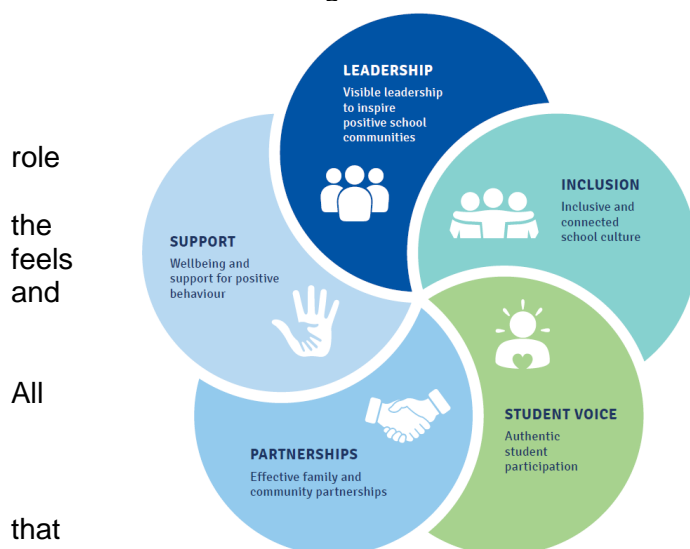 LEADERSHIP
Visible leadership
to inspire
positive school
communities
role
the
feels
and
All
that
INCLUSION
Inclusive and
connected
school culture
SUPPORT
Wellbeing and
support for positive
behaviour
STUDENT VOICE
Authentic
student
participation
PARTNERSHIPS
Effective family and
community partnerships